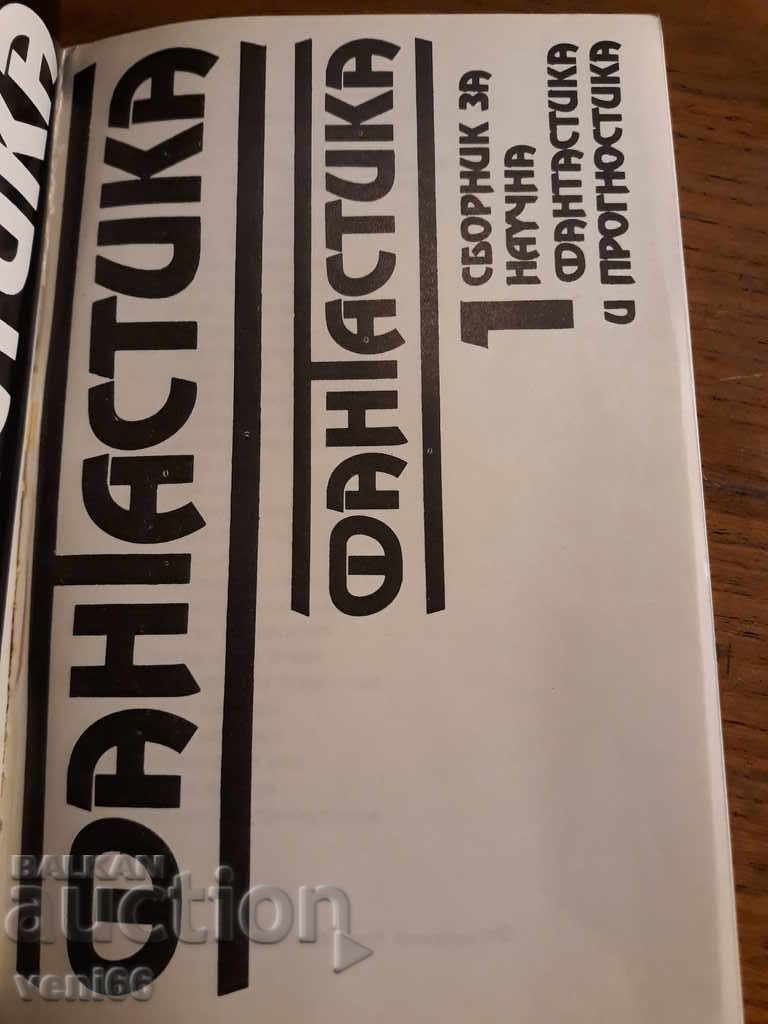 ФАНТАСТИКА
ФАНТАСТИКА
1
СБОРНИК ЗА
НАУЧНА
ФАНТАСТИКА
И ПРОГНОСТИКА
BALKAN
auction
veni66